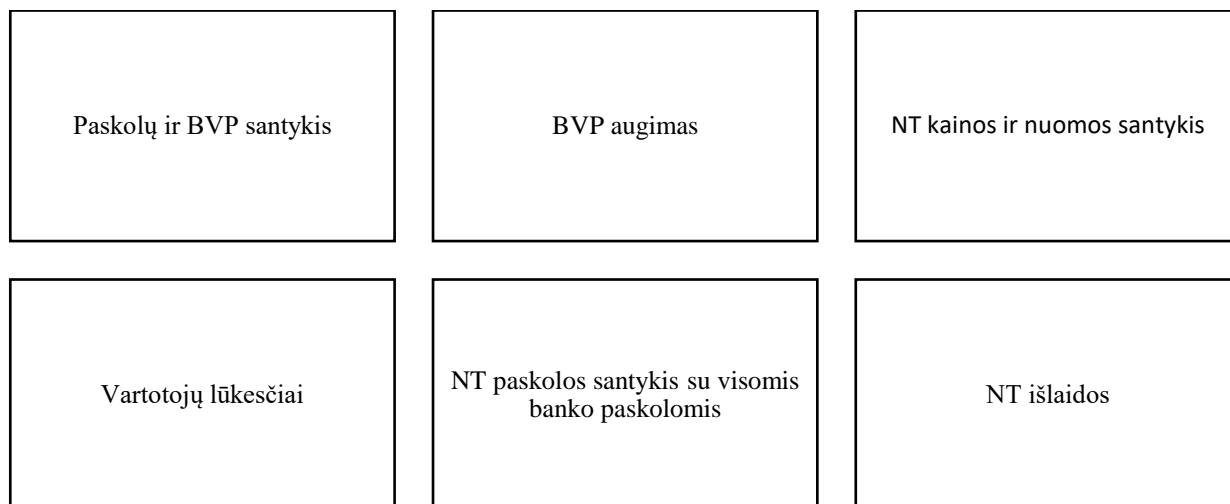 Paskolų ir BVP santykis
BVP augimas
NT kainos ir nuomos santykis
Vartotojų lūkesčiai
NT paskolos santykis su visomis
banko paskolomis
NT išlaidos